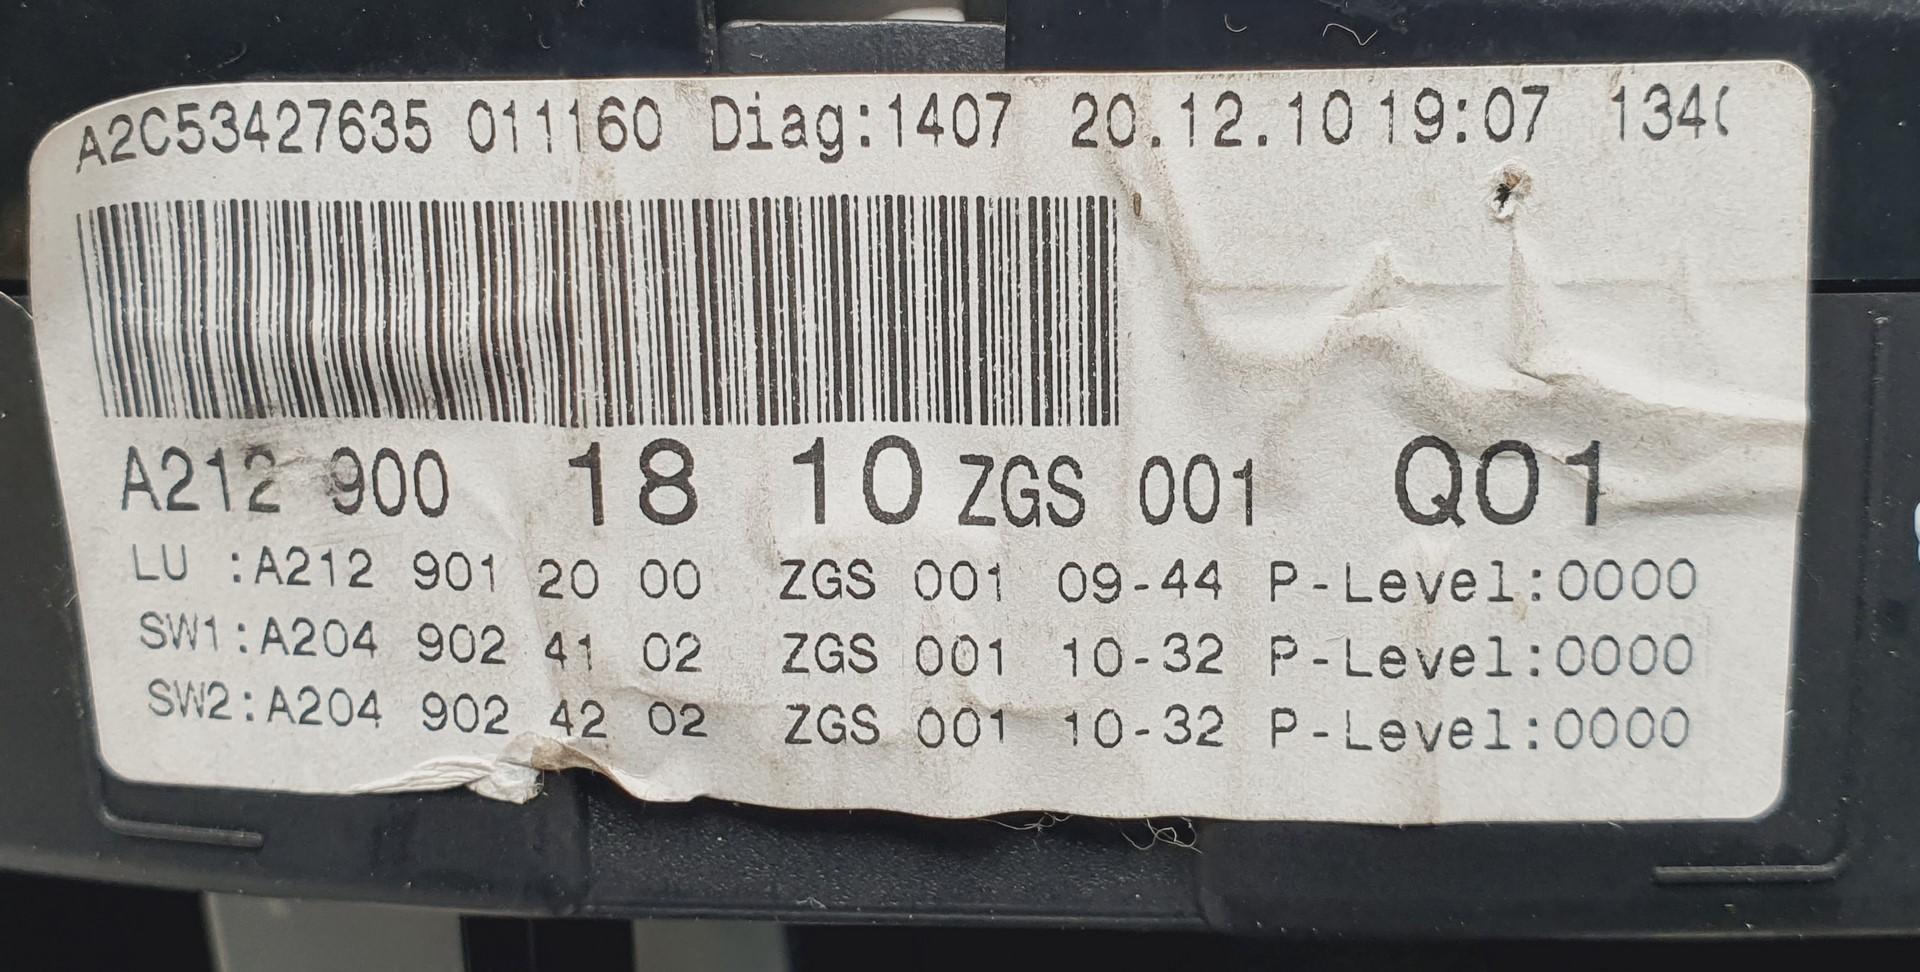 A2C53427635 011160 Diag:1407 20.12.10 19:07
A212 900 18 10 ZGS 001 Q01
LU :A212 901 20 00 ZGS 001 09-44 P-Level:0000
SW1:A204 902 41 02 ZGS 001 10-32 P-Level:0000
SW2:A204 902 42 02 ZGS 001 10-32 P-Level:0000